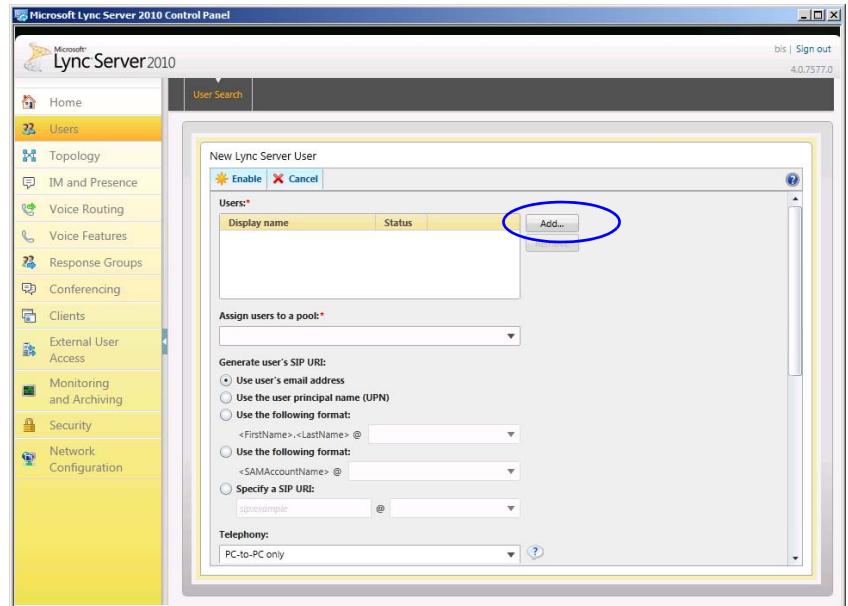 Microsoft Lync Server 2010 Control Panel
Microsoft®
Lync Server 2010
bis | Sign out
4.0.7577.0
Home
Users
Topology
IM and Presence
Voice Routing
Voice Features
Response Groups
Conferencing
Clients
External User
Access
Monitoring
and Archiving
Security
Network
Configuration
User Search
New Lync Server User
Enable Cancel
Users:*
Display name Status
Add...
Remove
Assign users to a pool:*
Generate user's SIP URI:
Use user's email address
Use the user principal name (UPN)
Use the following format:
<FirstName>.<LastName> @
Use the following format:
<SAMAccountName> @
Specify a SIP URI:
sip:example @
Telephony:
PC-to-PC only